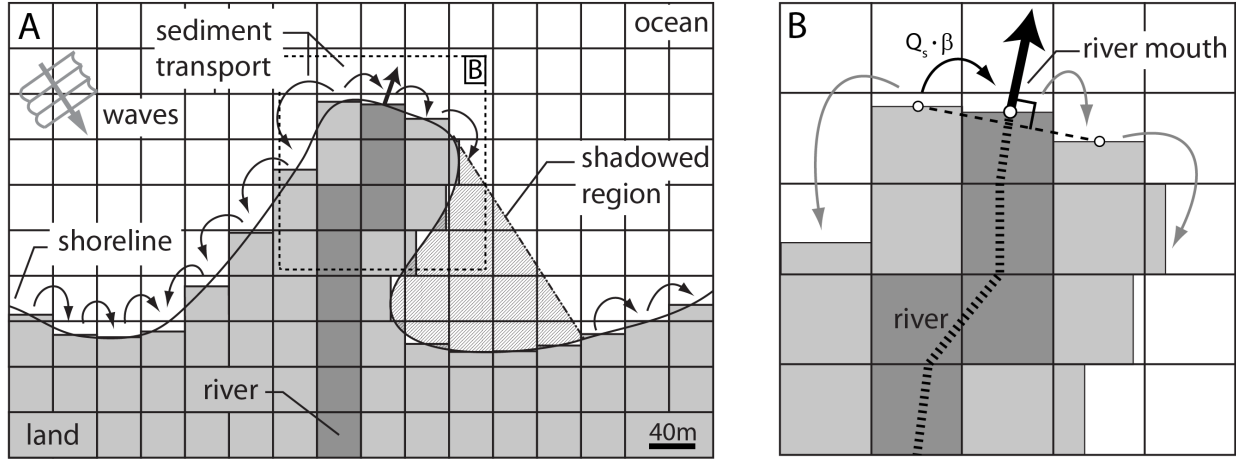 A
sediment
transport
ocean
B
waves
shadowed
region
shoreline
river
land
40m
B
Qs·β
river mouth
river